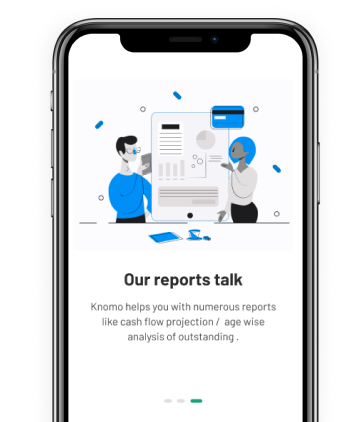 Our reports talk
Knomo helps you with numerous reports
like cash flow projection / age wise
analysis of outstanding .